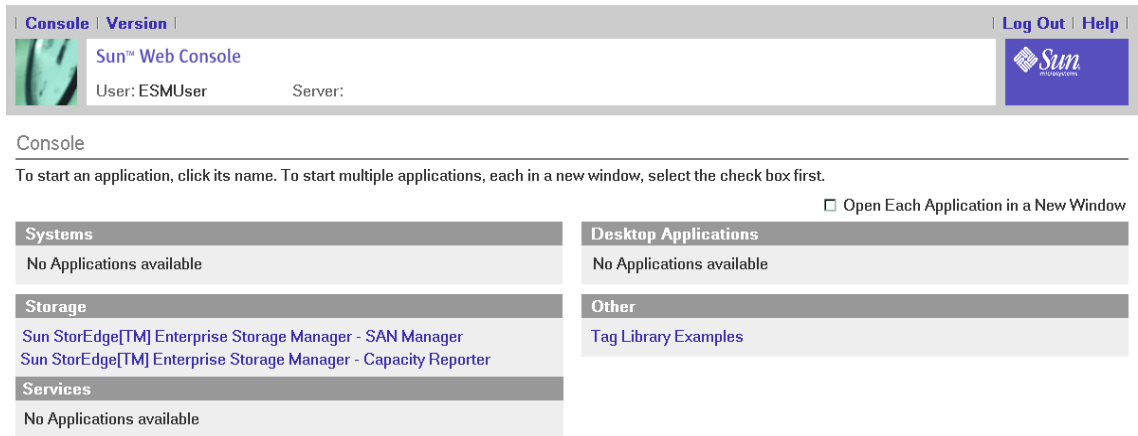 | Console | Version |
| Log Out | Help |
Sun™ Web Console
User: ESMUser Server:
Sun
microsystems
Console
To start an application, click its name. To start multiple applications, each in a new window, select the check box first.
Open Each Application in a New Window
Systems
No Applications available
Desktop Applications
No Applications available
Storage
Sun StorEdge[TM] Enterprise Storage Manager - SAN Manager
Sun StorEdge[TM] Enterprise Storage Manager - Capacity Reporter
Other
Tag Library Examples
Services
No Applications available